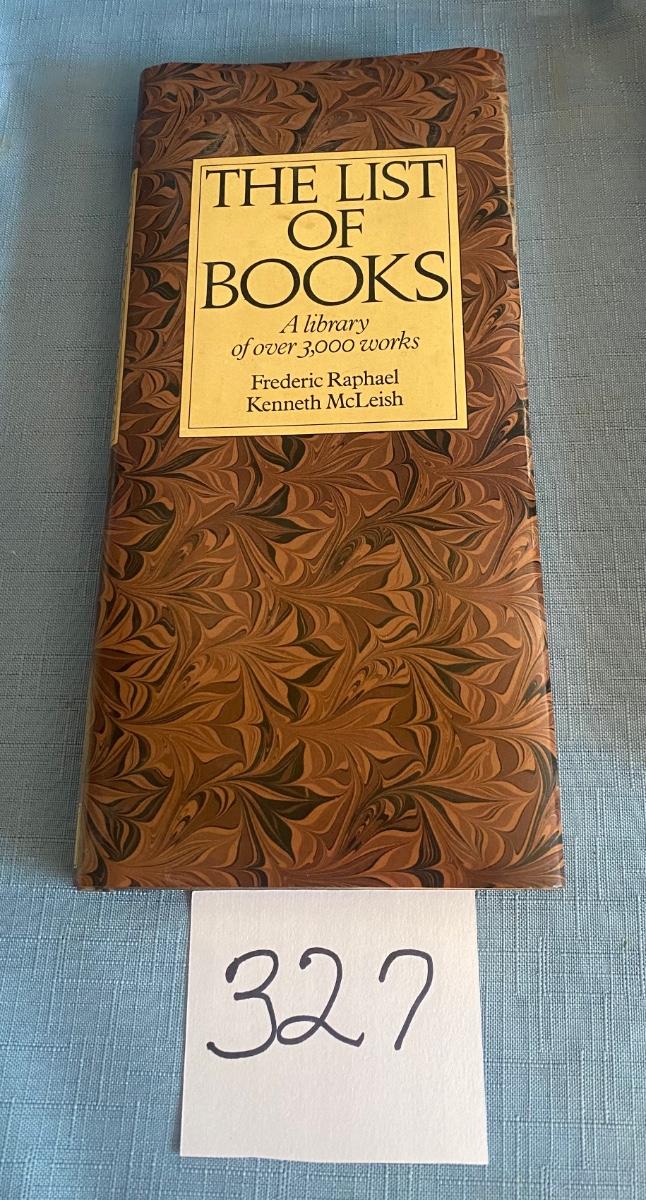 THE LIST
OF
BOOKS
A library
of over 3,000 works
Frederic Raphael
Kenneth McLeish
327